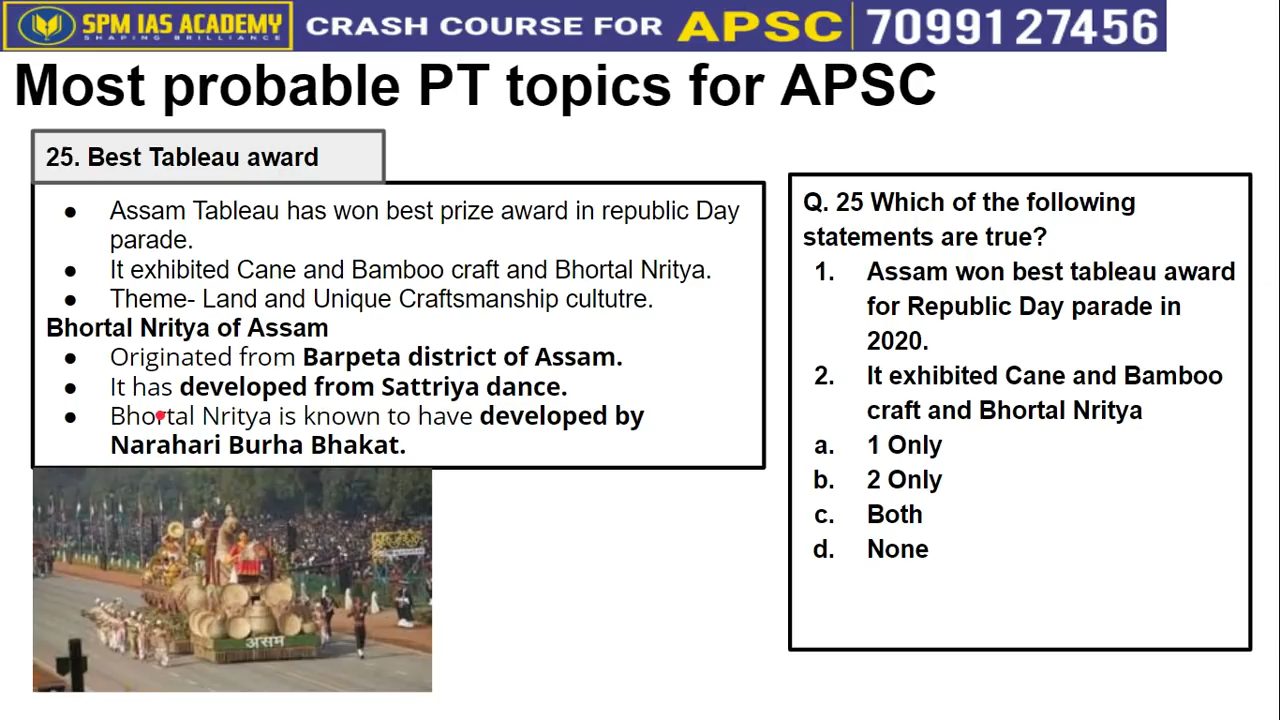 SPM IAS ACADEMY
SHAPING BRILLIANCE
CRASH COURSE FOR APSC 7099127456
Most probable PT topics for APSC
25. Best Tableau award
● Assam Tableau has won best prize award in republic Day
parade.
● It exhibited Cane and Bamboo craft and Bhortal Nritya.
● Theme- Land and Unique Craftsmanship cultutre.
Bhortal Nritya of Assam
● Originated from Barpeta district of Assam.
● It has developed from Sattriya dance.
● Bhortal Nritya is known to have developed by
Narahari Burha Bhakat.
असम
Q. 25 Which of the following
statements are true?
1. Assam won best tableau award
for Republic Day parade in
2020.
2. It exhibited Cane and Bamboo
craft and Bhortal Nritya
a. 1 Only
b. 2 Only
c. Both
d. None